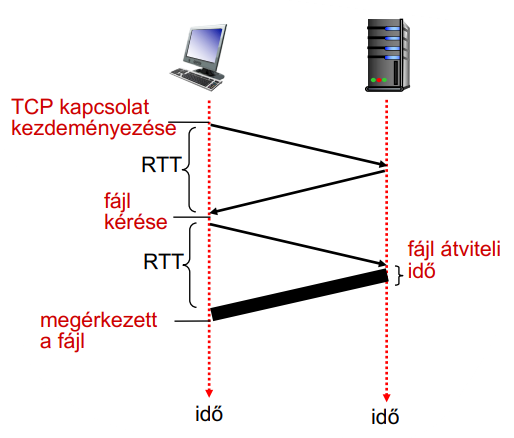 TCP kapcsolat
kezdeményezése
RTT
fájl
kérése
RTT
fájl átviteli
idő
megérkezett
a fájl
idő
idő